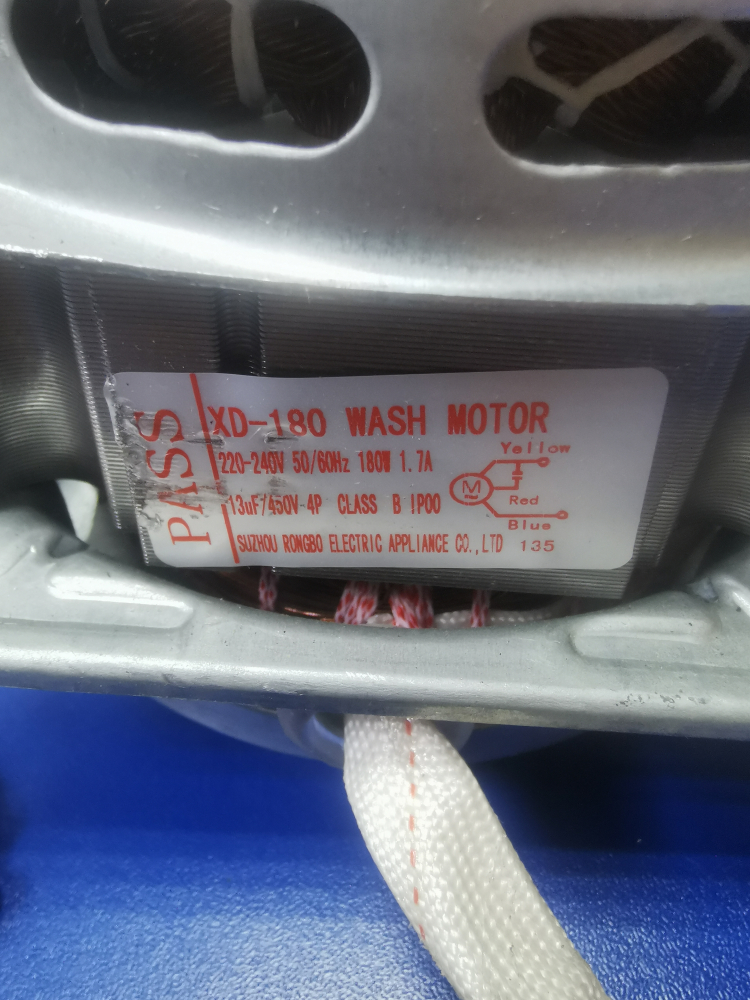 PASS
XD-180 WASH MOTOR
220-240V 50/60Hz 180W 1.7A
13uF/450V 4P CLASS B IP00
SUZHOU RONGBO ELECTRIC APPLIANCE CO.,LTD 135
Yellow
M
Red
Blue